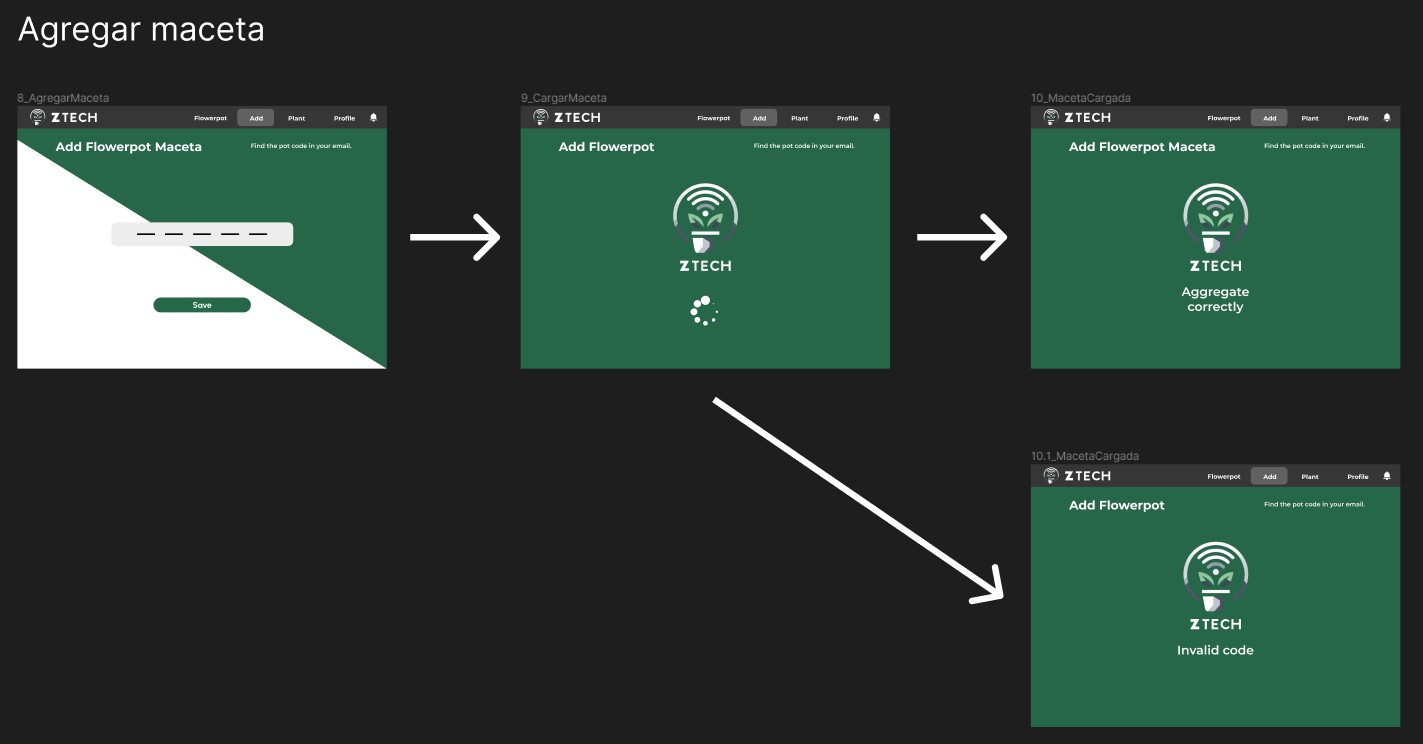 Agregar maceta
8_AgregarMaceta
ZTECH
Flowerpot
Add
Plant
Profile
Add Flowerpot Maceta
Find the pot code in your email.
Save
9_CargarMaceta
ZTECH
Flowerpot
Add
Plant
Profile
Add Flowerpot
Find the pot code in your email.
ZTECH
10_MacetaCargada
ZTECH
Flowerpot
Add
Plant
Profile
Add Flowerpot Maceta
Find the pot code in your email.
ZTECH
Aggregate
correctly
10.1_MacetaCargada
ZTECH
Flowerpot
Add
Plant
Profile
Add Flowerpot
Find the pot code in your email.
ZTECH
Invalid code